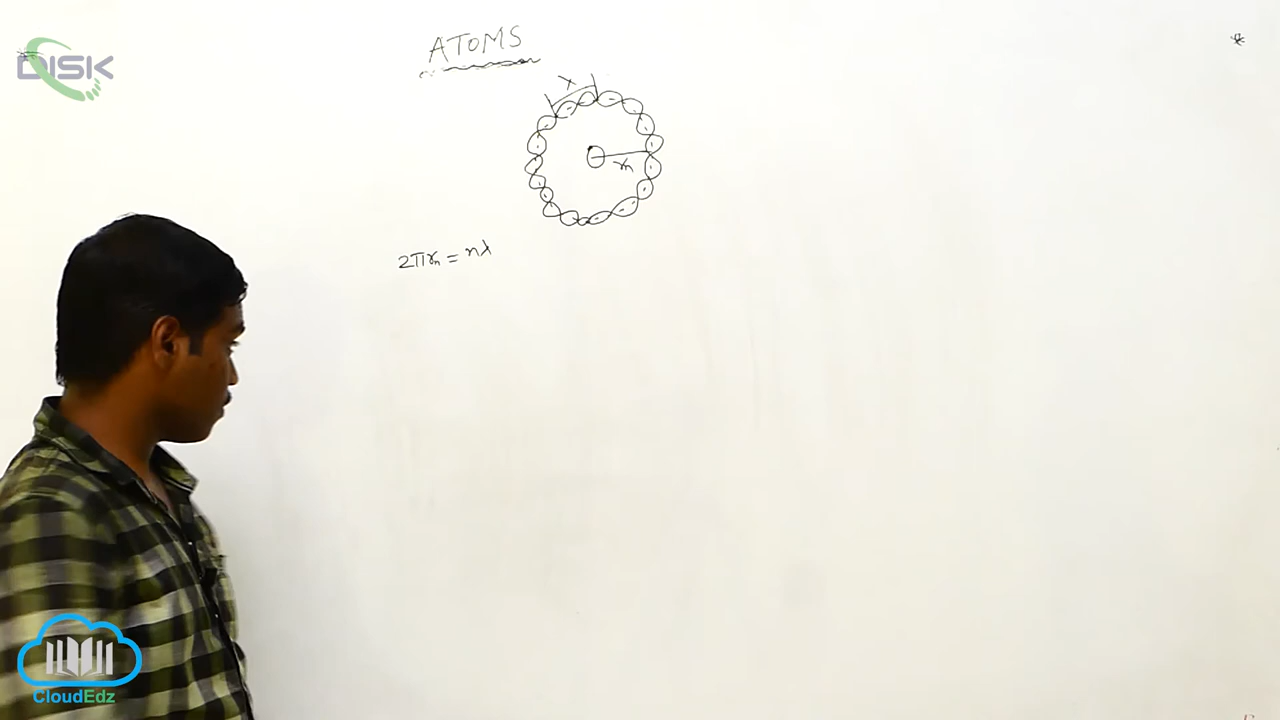 DISK
ATOMS
λ
rn
2πrn = nλ
CloudEdz